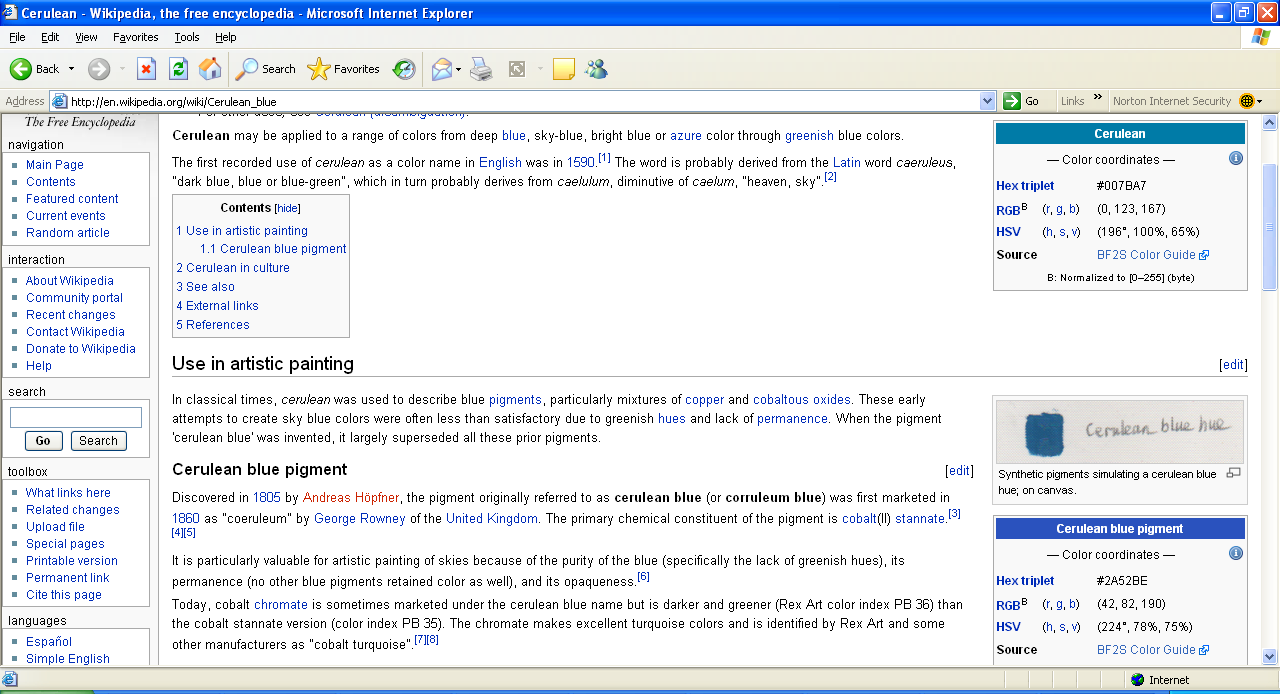 Cerulean - Wikipedia, the free encyclopedia - Microsoft Internet Explorer
File Edit View Favorites Tools Help
Back Search Favorites
Address http://en.wikipedia.org/wiki/Cerulean_blue Go Links » Norton Internet Security
The Free Encyclopedia
navigation
Main Page
Contents
Featured content
Current events
Random article
interaction
About Wikipedia
Community portal
Recent changes
Contact Wikipedia
Donate to Wikipedia
Help
search
Go Search
toolbox
What links here
Related changes
Upload file
Special pages
Printable version
Permanent link
Cite this page
languages
Español
Simple English
For other uses, see Cerulean (disambiguation).
Cerulean may be applied to a range of colors from deep blue, sky-blue, bright blue or azure color through greenish blue colors.
The first recorded use of cerulean as a color name in English was in 1590.[1] The word is probably derived from the Latin word caeruleus,
"dark blue, blue or blue-green", which in turn probably derives from caelulum, diminutive of caelum, "heaven, sky".[2]
Contents [hide]
1 Use in artistic painting
1.1 Cerulean blue pigment
2 Cerulean in culture
3 See also
4 External links
5 References
Cerulean
— Color coordinates —
Hex triplet #007BA7
RGBB (r, g, b) (0, 123, 167)
HSV (h, s, v) (196°, 100%, 65%)
Source BF2S Color Guide
B: Normalized to [0–255] (byte)
Use in artistic painting [edit]
In classical times, cerulean was used to describe blue pigments, particularly mixtures of copper and cobaltous oxides. These early
attempts to create sky blue colors were often less than satisfactory due to greenish hues and lack of permanence. When the pigment
'cerulean blue' was invented, it largely superseded all these prior pigments.
Cerulean blue hue
Synthetic pigments simulating a cerulean blue
hue; on canvas.
Cerulean blue pigment [edit]
Discovered in 1805 by Andreas Höpfner, the pigment originally referred to as cerulean blue (or corruleum blue) was first marketed in
1860 as "coeruleum" by George Rowney of the United Kingdom. The primary chemical constituent of the pigment is cobalt(II) stannate.[3]
[4][5]
It is particularly valuable for artistic painting of skies because of the purity of the blue (specifically the lack of greenish hues), its
permanence (no other blue pigments retained color as well), and its opaqueness.[6]
Today, cobalt chromate is sometimes marketed under the cerulean blue name but is darker and greener (Rex Art color index PB 36) than
the cobalt stannate version (color index PB 35). The chromate makes excellent turquoise colors and is identified by Rex Art and some
other manufacturers as "cobalt turquoise".[7][8]
Cerulean blue pigment
— Color coordinates —
Hex triplet #2A52BE
RGBB (r, g, b) (42, 82, 190)
HSV (h, s, v) (224°, 78%, 75%)
Source BF2S Color Guide
Internet